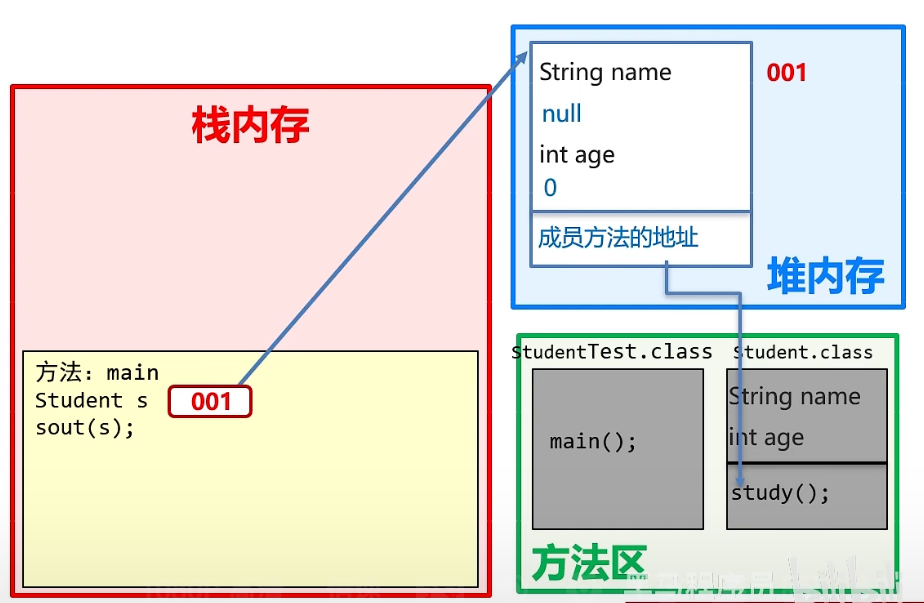 栈内存
方法：main
Student s
001
sout(s);
String name
null
int age
0
成员方法的地址
001
堆内存
StudentTest.class
Student.class
main();
String name
int age
study();
方法区